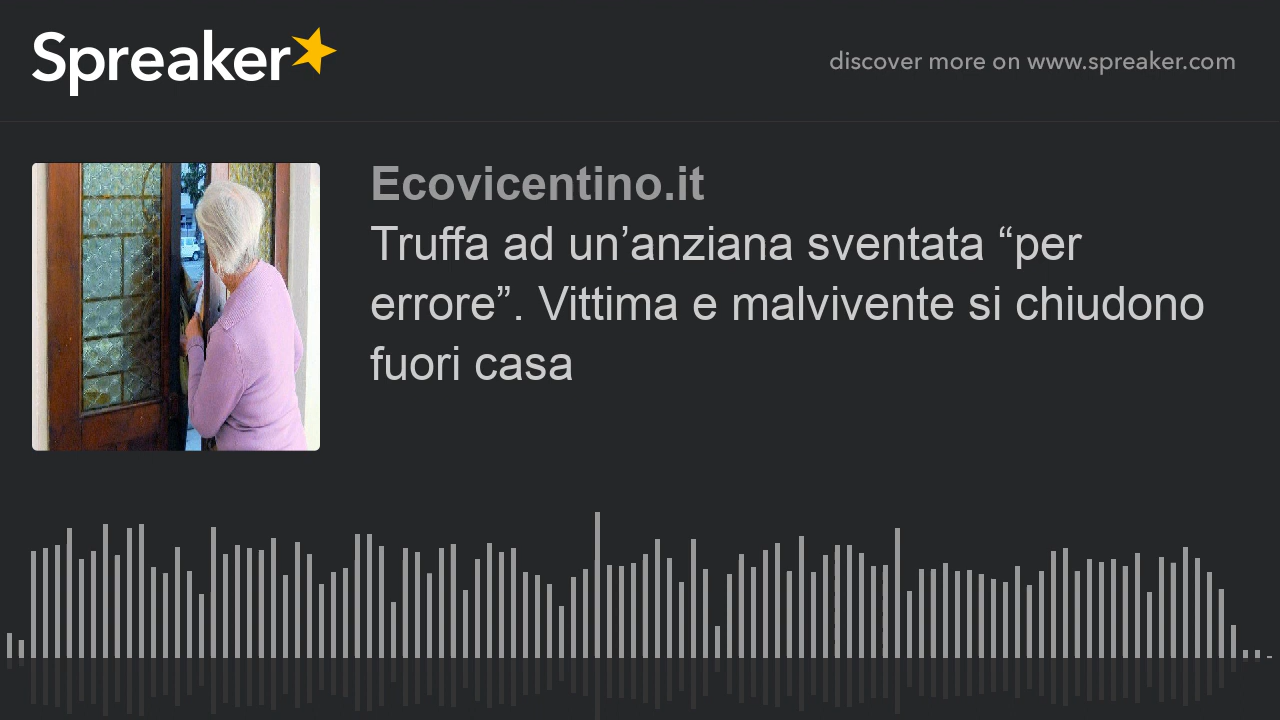 Spreaker
discover more on www.spreaker.com
Ecovicentino.it
Truffa ad un’anziana sventata “per
errore”. Vittima e malvivente si chiudono
fuori casa